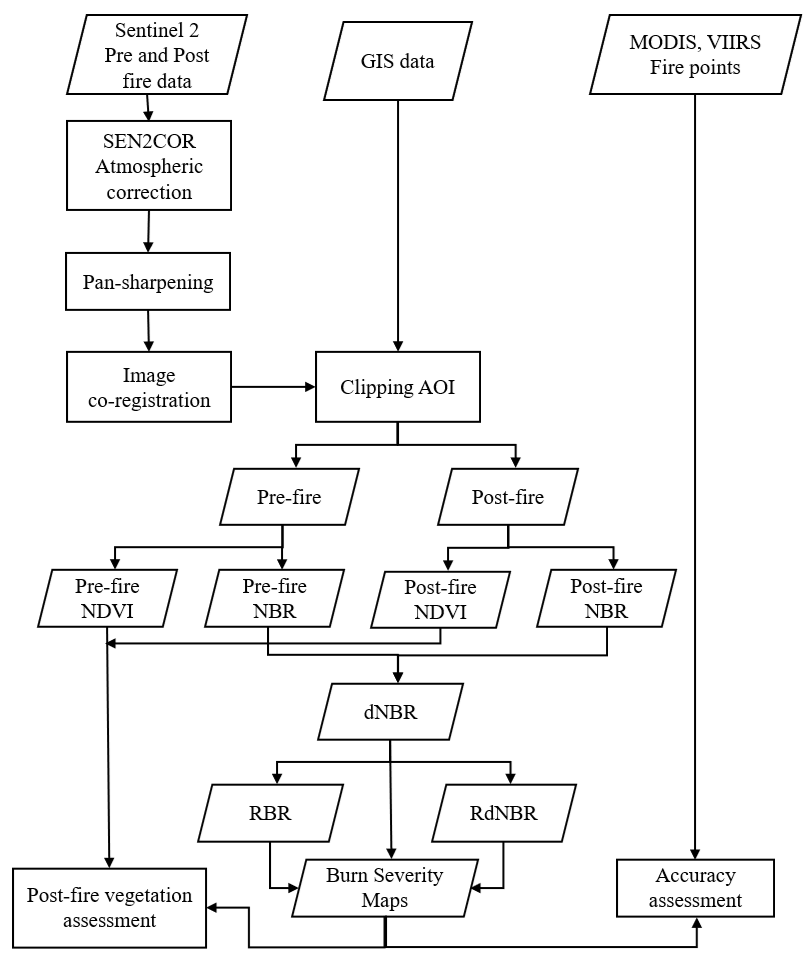 Sentinel 2
Pre and Post
fire data
GIS data
MODIS, VIIRS
Fire points
SEN2COR
Atmospheric
correction
Pan-sharpening
Image
co-registration
Clipping AOI
Pre-fire
Post-fire
Pre-fire
NDVI
Pre-fire
NBR
Post-fire
NDVI
Post-fire
NBR
dNBR
RBR
RdNBR
Burn Severity
Maps
Post-fire vegetation
assessment
Accuracy
assessment